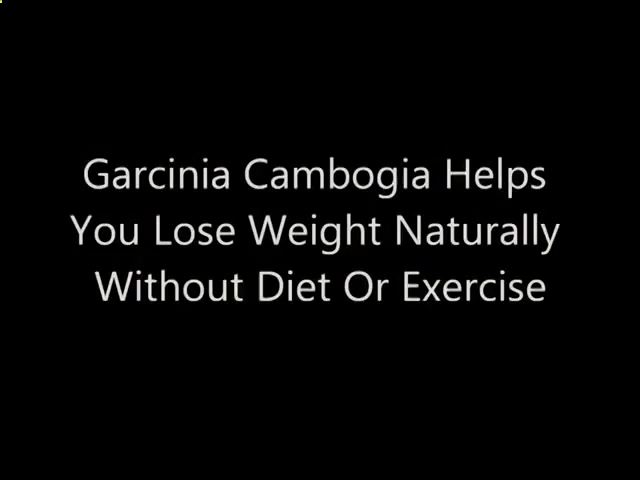 Garcinia Cambogia Helps
You Lose Weight Naturally
Without Diet Or Exercise